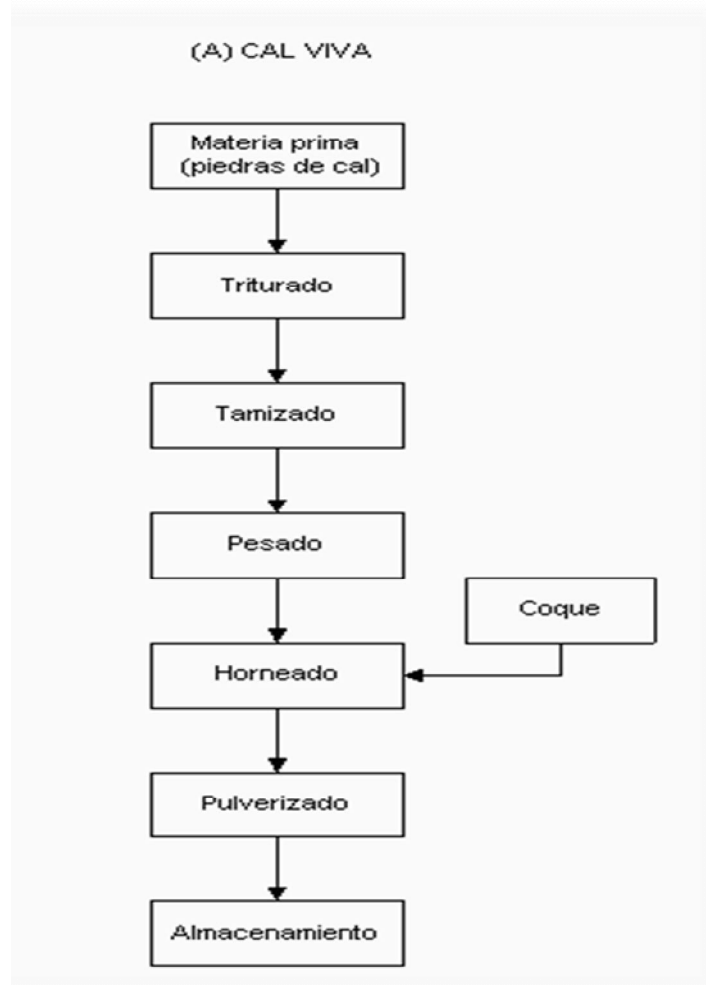 (A) CAL VIVA
Materia prima
(piedras de cal)
Triturado
Tamizado
Pesado
Coque
Horneado
Pulverizado
Almacenamiento